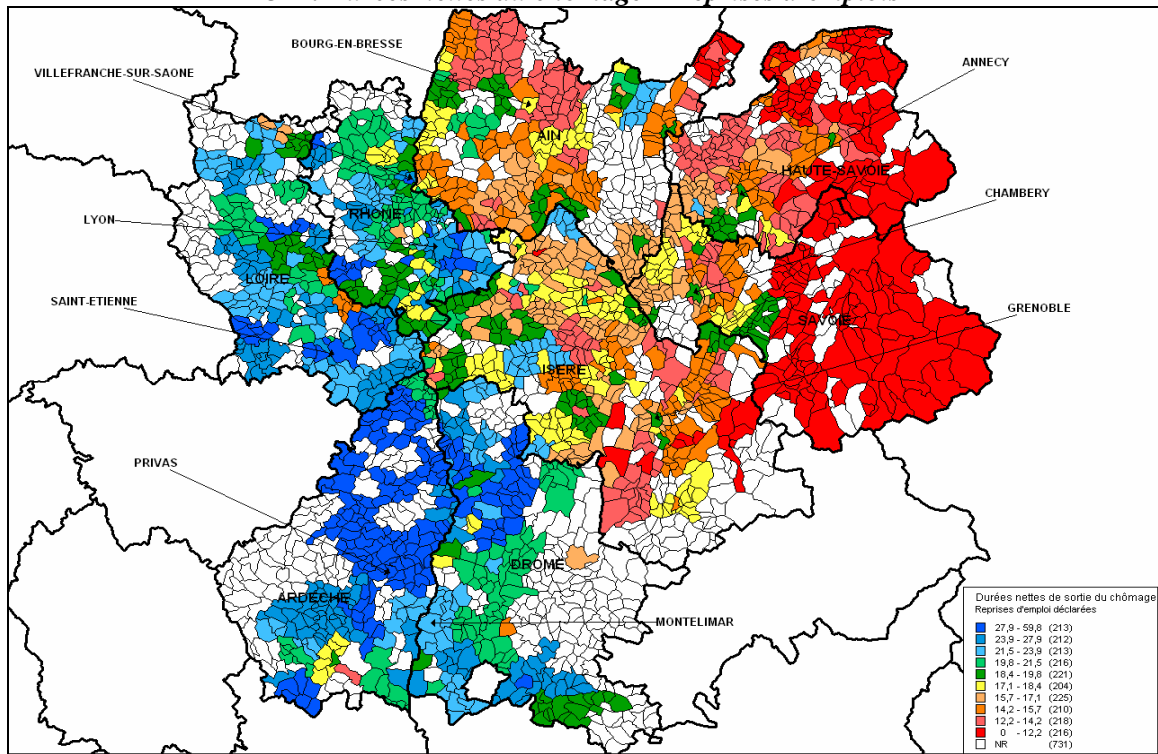 BOURG-EN-BRESSE
ANNECY
VILLEFRANCHE-SUR-SAONE
AIN
HAUTE-SAVOIE
CHAMBERY
LYON
RHONE
LOIRE
SAINT-ETIENNE
SAVOIE
GRENOBLE
ISERE
PRIVAS
DROME
ARDECHE
MONTELIMAR
Durées nettes de sortie du chômage
Reprises d'emploi déclarées
27,9 - 59,8 (213)
23,9 - 27,9 (212)
21,5 - 23,9 (213)
19,8 - 21,5 (216)
18,4 - 19,8 (221)
17,1 - 18,4 (204)
15,7 - 17,1 (225)
14,2 - 15,7 (210)
12,2 - 14,2 (218)
0 - 12,2 (216)
NR (731)